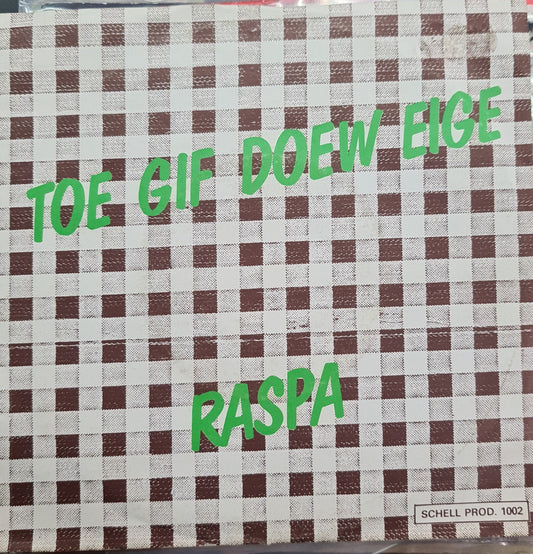 TOE GIF DOEW EIGE
RASPA
SCHELL PROD. 1002